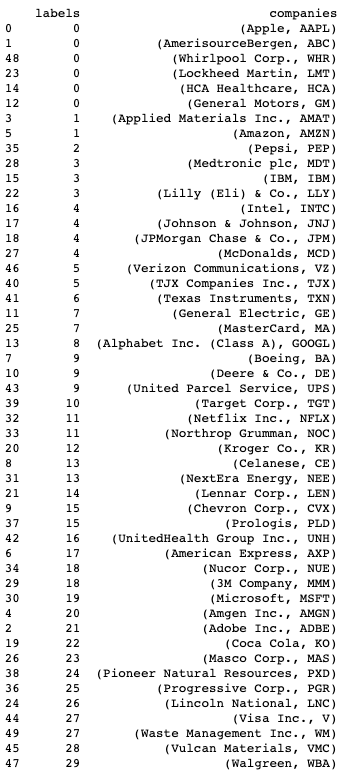 labels companies
0 0 (Apple, AAPL)
1 0 (AmerisourceBergen, ABC)
48 0 (Whirlpool Corp., WHR)
23 0 (Lockheed Martin, LMT)
14 0 (HCA Healthcare, HCA)
12 0 (General Motors, GM)
3 1 (Applied Materials Inc., AMAT)
5 1 (Amazon, AMZN)
35 2 (Pepsi, PEP)
28 3 (Medtronic plc, MDT)
15 3 (IBM, IBM)
22 3 (Lilly (Eli) & Co., LLY)
16 4 (Intel, INTC)
17 4 (Johnson & Johnson, JNJ)
18 4 (JPMorgan Chase & Co., JPM)
27 4 (McDonalds, MCD)
46 5 (Verizon Communications, VZ)
40 5 (TJX Companies Inc., TJX)
41 6 (Texas Instruments, TXN)
11 7 (General Electric, GE)
25 7 (MasterCard, MA)
13 8 (Alphabet Inc. (Class A), GOOGL)
7 9 (Boeing, BA)
10 9 (Deere & Co., DE)
43 9 (United Parcel Service, UPS)
39 10 (Target Corp., TGT)
32 11 (Netflix Inc., NFLX)
33 11 (Northrop Grumman, NOC)
20 12 (Kroger Co., KR)
8 13 (Celanese, CE)
31 13 (NextEra Energy, NEE)
21 14 (Lennar Corp., LEN)
9 15 (Chevron Corp., CVX)
37 15 (Prologis, PLD)
42 16 (UnitedHealth Group Inc., UNH)
6 17 (American Express, AXP)
34 18 (Nucor Corp., NUE)
29 18 (3M Company, MMM)
30 19 (Microsoft, MSFT)
4 20 (Amgen Inc., AMGN)
2 21 (Adobe Inc., ADBE)
19 22 (Coca Cola, KO)
26 23 (Masco Corp., MAS)
38 24 (Pioneer Natural Resources, PXD)
36 25 (Progressive Corp., PGR)
24 26 (Lincoln National, LNC)
44 27 (Visa Inc., V)
49 27 (Waste Management Inc., WM)
45 28 (Vulcan Materials, VMC)
47 29 (Walgreen, WBA)